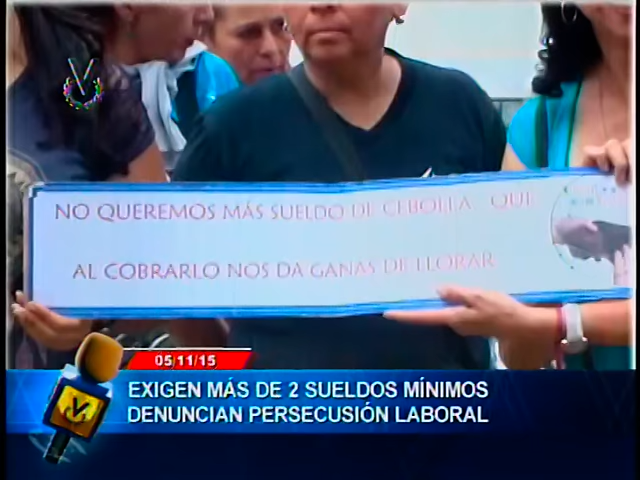 NO QUEREMOS MÁS SUELDO DE CEBOLLA QUE
AL COBRARLO NOS DA GANAS DE LLORAR
05/11/15
EXIGEN MÁS DE 2 SUELDOS MÍNIMOS
DENUNCIAN PERSECUSIÓN LABORAL